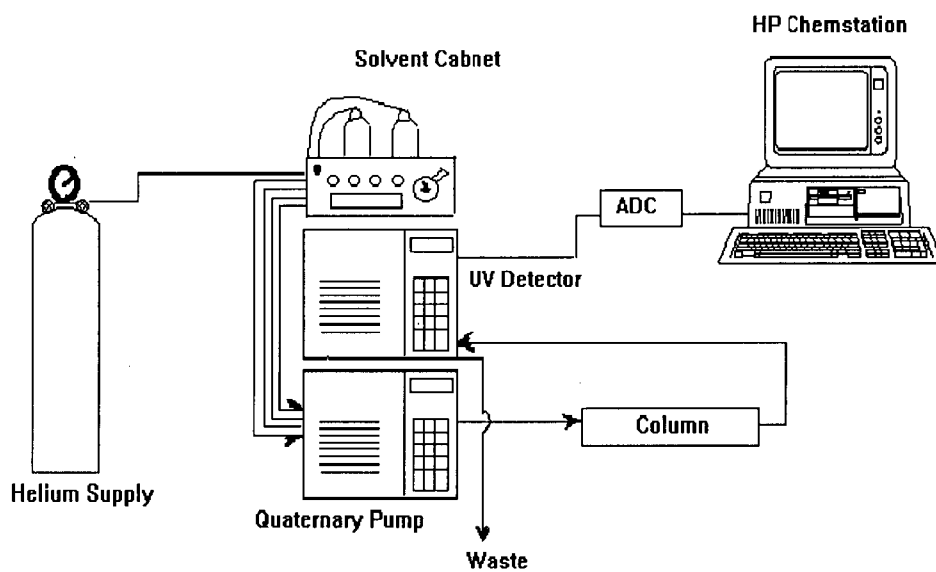 HP Chemstation
Solvent Cabnet
ADC
UV Detector
Column
Helium Supply
Quaternary Pump
Waste